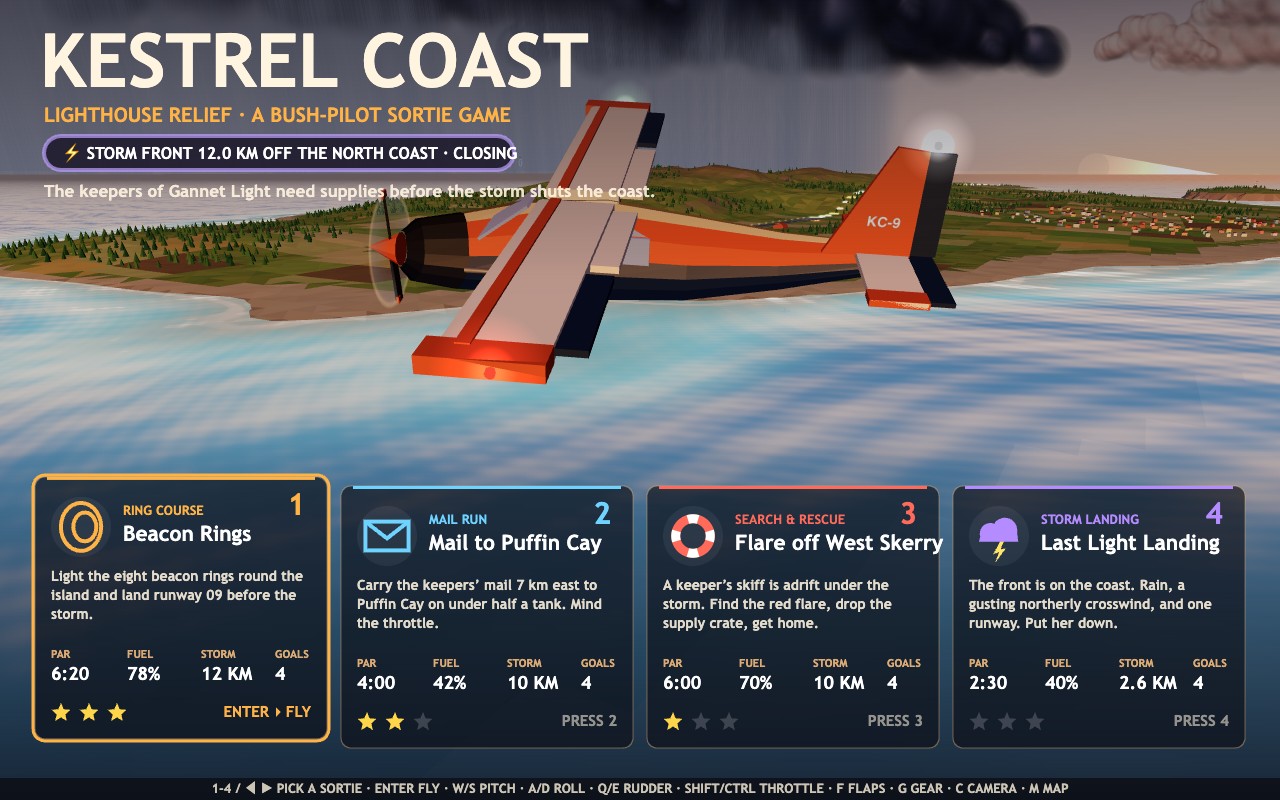 KESTREL COAST
LIGHTHOUSE RELIEF · A BUSH-PILOT SORTIE GAME
⚡ STORM FRONT 12.0 KM OFF THE NORTH COAST · CLOSING
The keepers of Gannet Light need supplies before the storm shuts the coast.
KC-9
RING COURSE 1
Beacon Rings
Light the eight beacon rings round the
island and land runway 09 before the
storm.
PAR FUEL STORM GOALS
6:20 78% 12 KM 4
ENTER ▸ FLY
MAIL RUN 2
Mail to Puffin Cay
Carry the keepers’ mail 7 km east to
Puffin Cay on under half a tank. Mind
the throttle.
PAR FUEL STORM GOALS
4:00 42% 10 KM 4
PRESS 2
SEARCH & RESCUE 3
Flare off West Skerry
A keeper’s skiff is adrift under the
storm. Find the red flare, drop the
supply crate, get home.
PAR FUEL STORM GOALS
6:00 70% 10 KM 4
PRESS 3
STORM LANDING 4
Last Light Landing
The front is on the coast. Rain, a
gusting northerly crosswind, and one
runway. Put her down.
PAR FUEL STORM GOALS
2:30 40% 2.6 KM 4
PRESS 4
1-4 / ◀ ▶ PICK A SORTIE · ENTER FLY · W/S PITCH · A/D ROLL · Q/E RUDDER · SHIFT/CTRL THROTTLE · F FLAPS · G GEAR · C CAMERA · M MAP